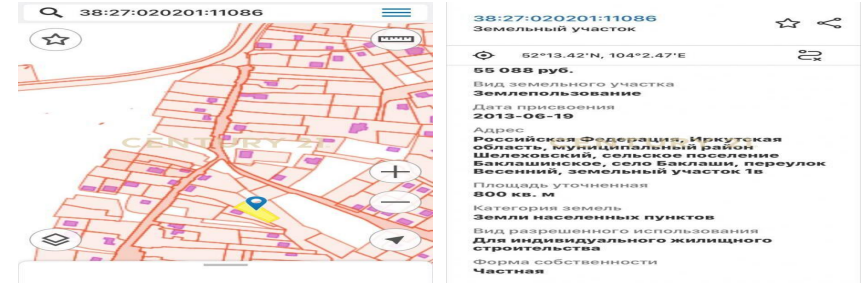 38:27:020201:11086
CENTURY 21
38:27:020201:11086
Земельный участок
52°13.42'N, 104°2.47'E
55 088 руб.
Вид земельного участка
Землепользование
Дата присвоения
2013-06-19
Адрес
Российская Федерация, Иркутская
область, муниципальный район
Шелеховский, сельское поселение
Баклашинское, село Баклаши, переулок
Весенний, земельный участок 1в
Площадь уточненная
800 кв. м
Категория земель
Земли населенных пунктов
Вид разрешенного использования
Для индивидуального жилищного
строительства
Форма собственности
Частная